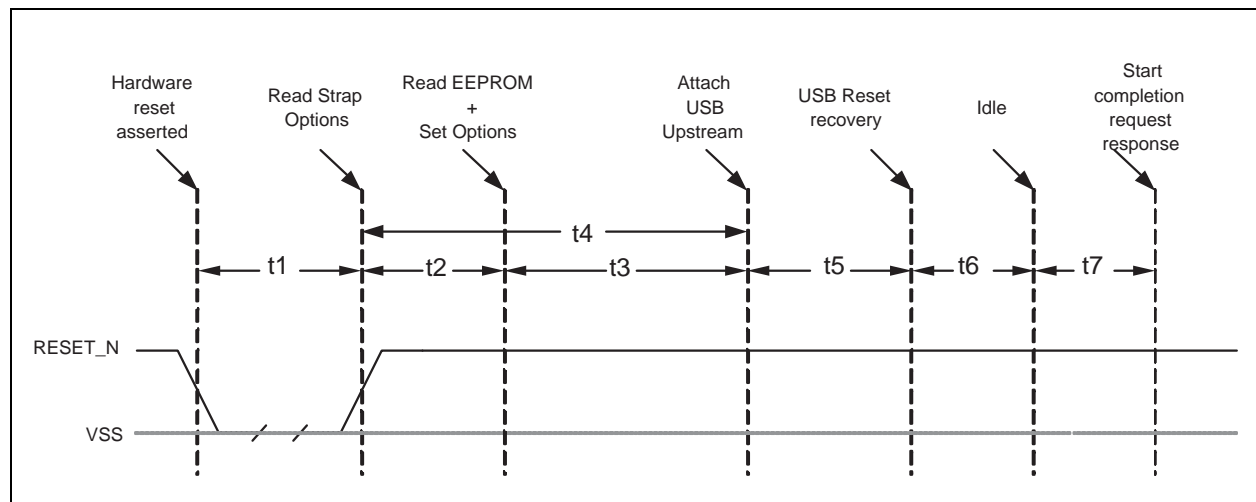 Hardware
reset
asserted
Read Strap
Options
Read EEPROM
+
Set Options
Attach
USB
Upstream
USB Reset
recovery
Idle
Start
completion
request
response
t4
t1
t2
t3
t5
t6
t7
RESET_N
VSS